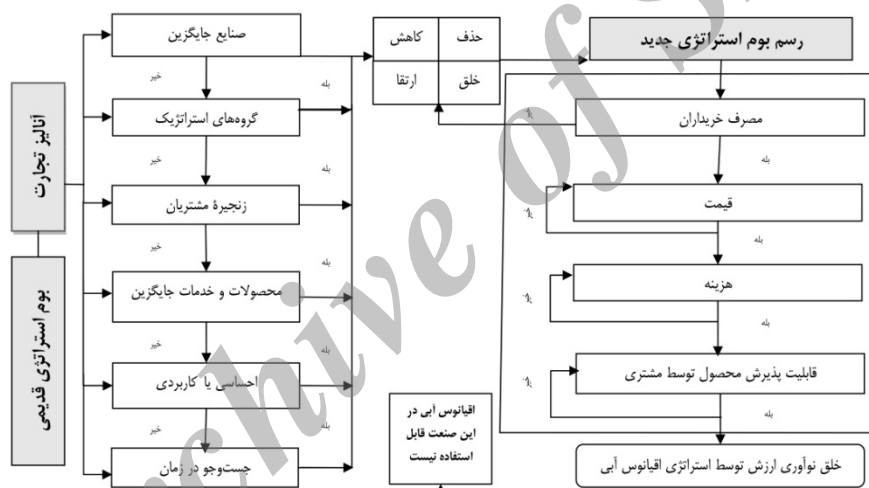 رسم بوم استراتژی جدید
مصرف خریداران
بله
قیمت
بله
هزینه
بله
قابلیت پذیرش محصول توسط مشتری
بله
خلق نوآوری ارزش توسط استراتژی اقیانوس آبی
حذف
کاهش
خلق
ارتقا
اقیانوس آبی در
این صنعت قابل
استفاده نیست
صنایع جایگزین
خیر
بله
گروه‌های استراتژیک
خیر
بله
زنجیرهٔ مشتریان
خیر
بله
محصولات و خدمات جایگزین
خیر
بله
احساسی یا کاربردی
خیر
بله
جست‌وجو در زمان
آنالیز تجارت
بوم استراتژی قدیمی
Archive of S